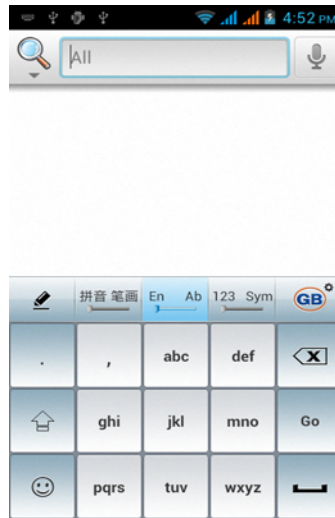 4:52 PM
All
拼音 笔画 En Ab 123 Sym GB
. , abc def
ghi jkl mno Go
pqrs tuv wxyz